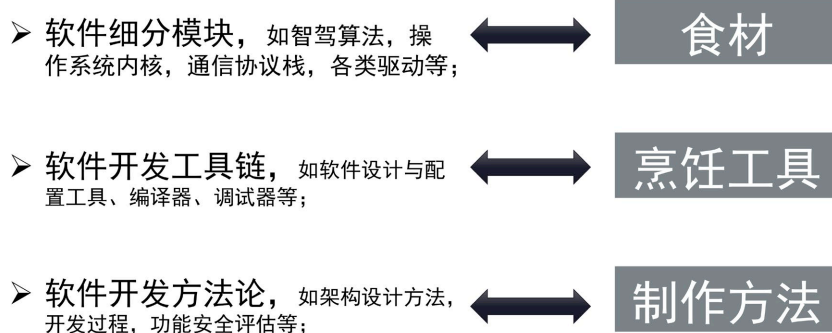 ➢ 软件细分模块，如智驾算法，操
作系统内核，通信协议栈，各类驱动等；
食材
➢ 软件开发工具链，如软件设计与配
置工具、编译器、调试器等；
烹饪工具
➢ 软件开发方法论，如架构设计方法，
开发过程，功能安全评估等；
制作方法